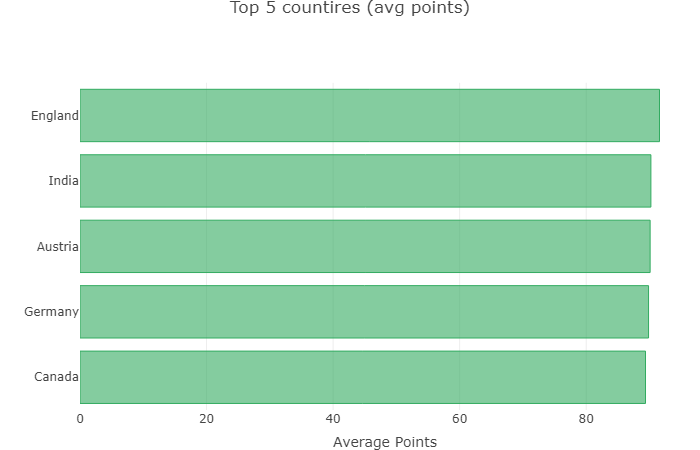 Top 5 countires (avg points)
England
India
Austria
Germany
Canada
0 20 40 60 80
Average Points